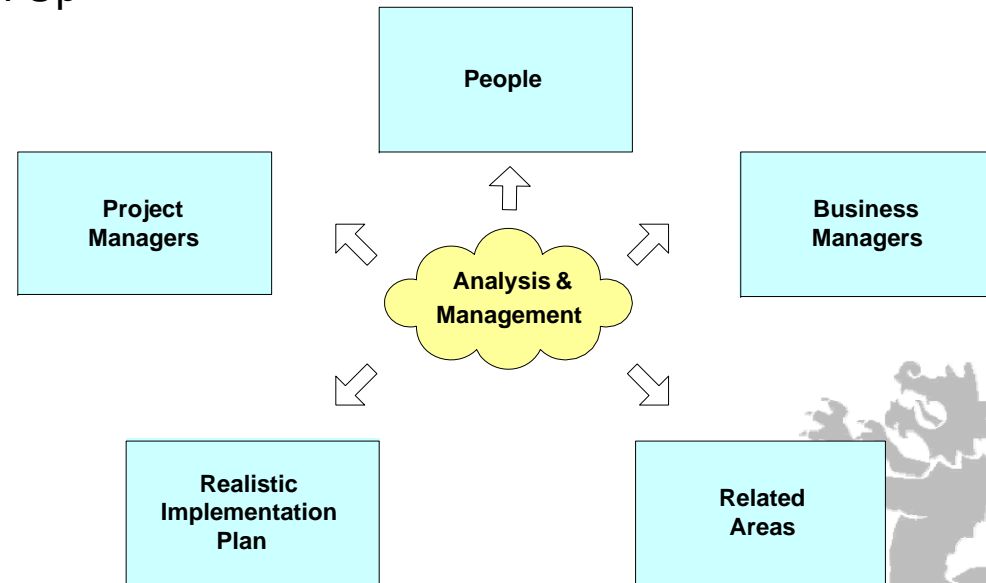 People
Project
Managers
Business
Managers
Analysis &
Management
Realistic
Implementation
Plan
Related
Areas